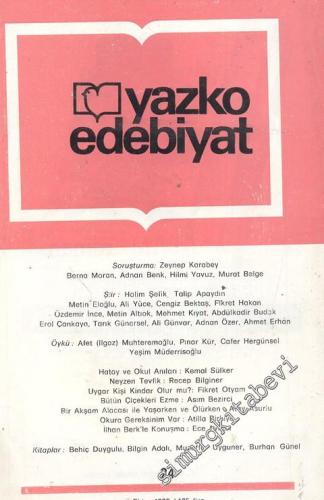 yazko
edebiyat
Soruşturma: Zeynep Karabey
Berna Moran, Adnan Benk, Hilmi Yavuz, Murat Belge
Şiir: Halim Şefik, Talip Apaydın
Metin Eloğlu, Ali Yüce, Cengiz Bektaş, Fikret Hakan
Özdemir İnce, Metin Altıok, Mehmet Kıyat, Abdülkadir Budak
Erol Çankaya, Tarık Günersel, Ali Günvar, Adnan Özer, Ahmet Erhan
Öykü: Afet (Ilgaz) Muhteremoğlu, Pınar Kür, Cafer Hergünsel
Yeşim Müderrisoğlu
Hatay ve Okul Anıları: Kemal Sülker
Neyzen Tevfik: Recep Bilginer
Uygar Kişi Kindar Olur mu?: Fikret Otyam
Bütün Çiçekleri Ezme: Asım Bezirci
Bir Akşam Alacası ile Yaşarken ve Ölürken
Okura Gereksinim Var: Atilla
İlhan Berk'le Konuşma: Ece
Kitaplar: Behiç Duygulu, Bilgin Adalı, Uyguner, Burhan Günel
24
simurgkitabevi